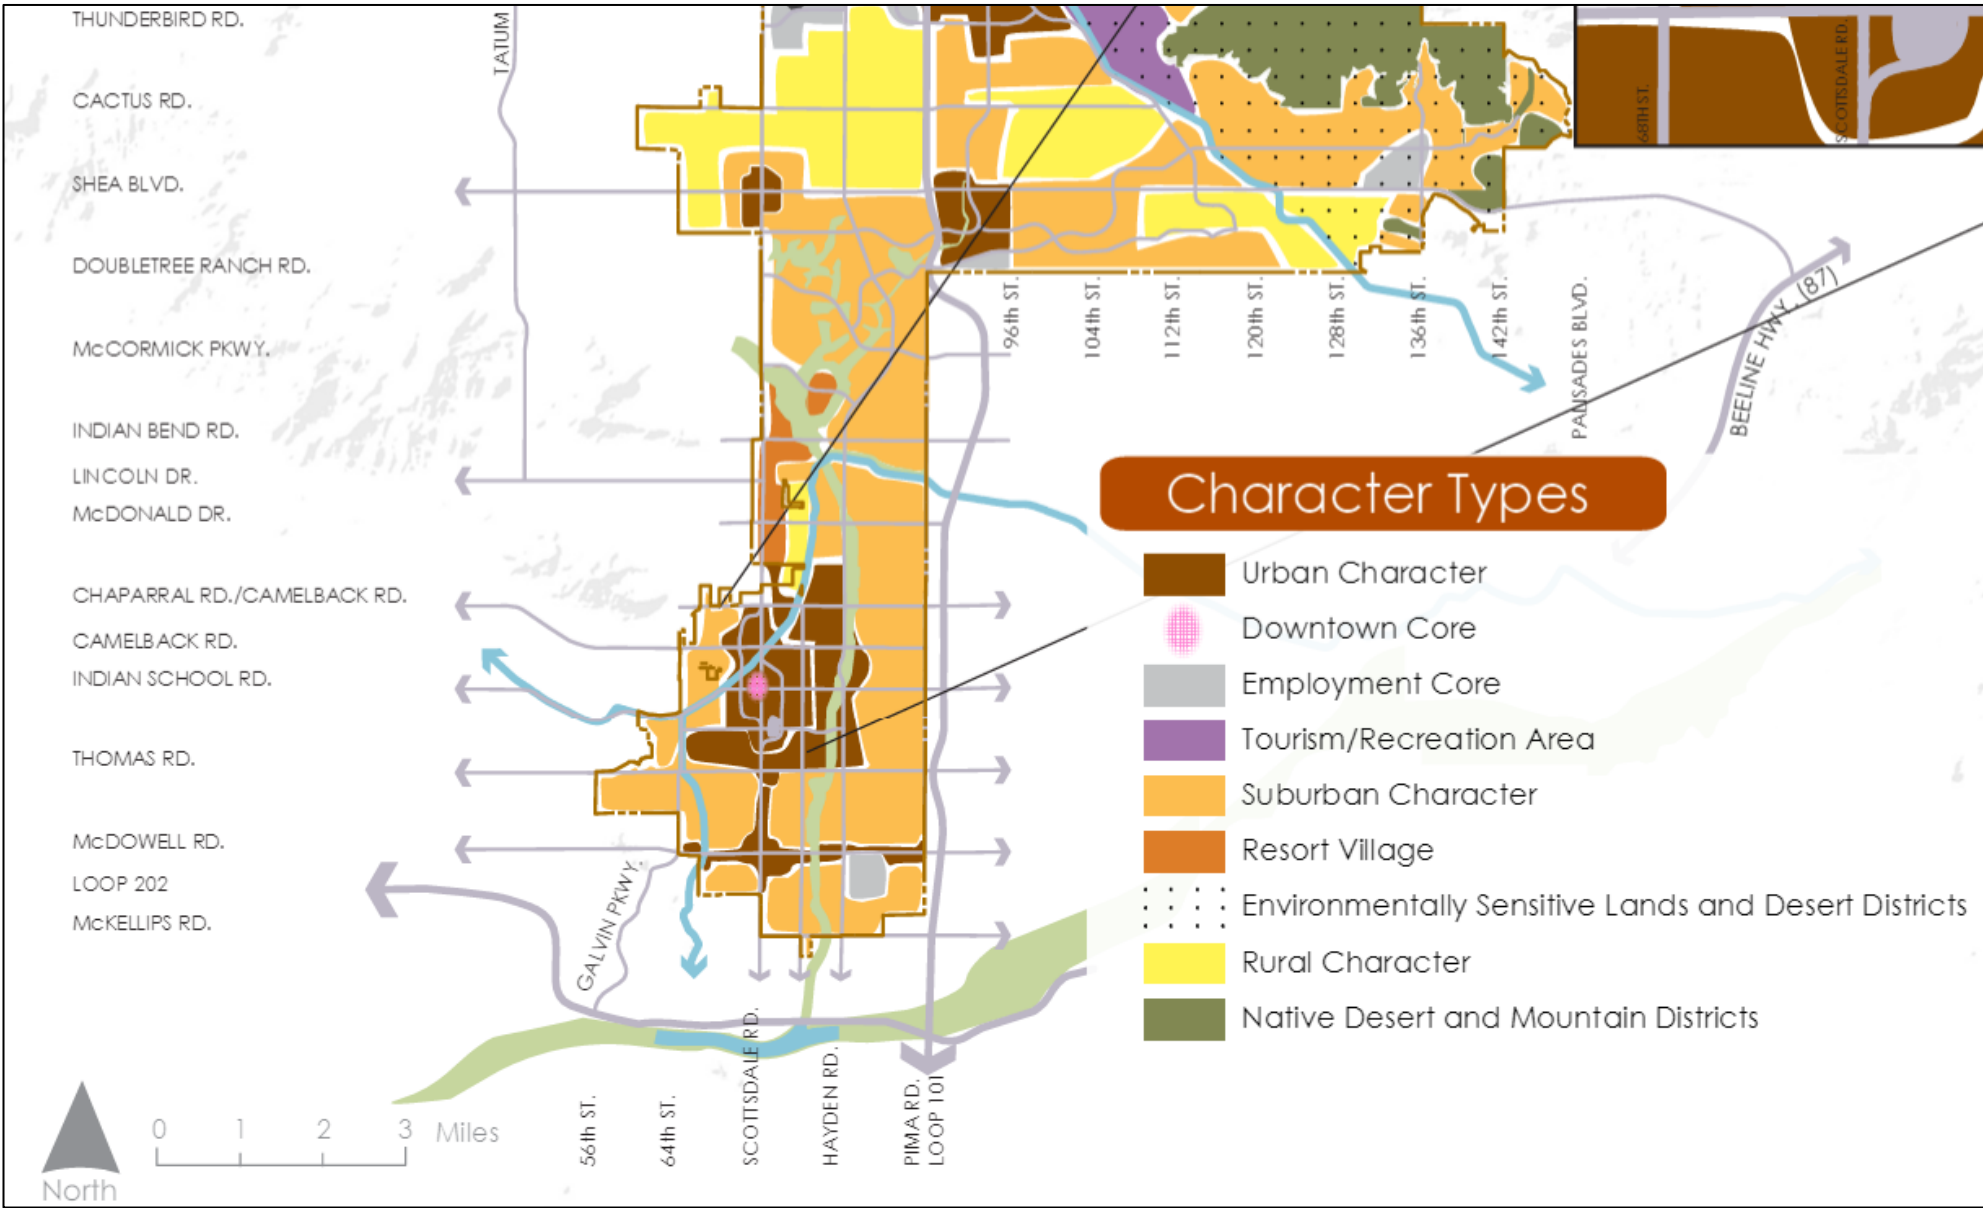 THUNDERBIRD RD.
CACTUS RD.
SHEA BLVD.
DOUBLETREE RANCH RD.
McCORMICK PKWY.
INDIAN BEND RD.
LINCOLN DR.
McDONALD DR.
CHAPARRAL RD./CAMELBACK RD.
CAMELBACK RD.
INDIAN SCHOOL RD.
THOMAS RD.
McDOWELL RD.
LOOP 202
McKELLIPS RD.
TATUM
68TH ST.
SCOTTSDALE RD.
96th ST.
104th ST.
112th ST.
120th ST.
128th ST.
136th ST.
142th ST.
PALISADES BLVD.
BEELINE HWY. (87)
Character Types
Urban Character
Downtown Core
Employment Core
Tourism/Recreation Area
Suburban Character
Resort Village
Environmentally Sensitive Lands and Desert Districts
Rural Character
Native Desert and Mountain Districts
GALVIN PKWY.
56th ST.
64th ST.
SCOTTSDALE RD.
HAYDEN RD.
PIMA RD.
LOOP 101
0 1 2 3 Miles
North